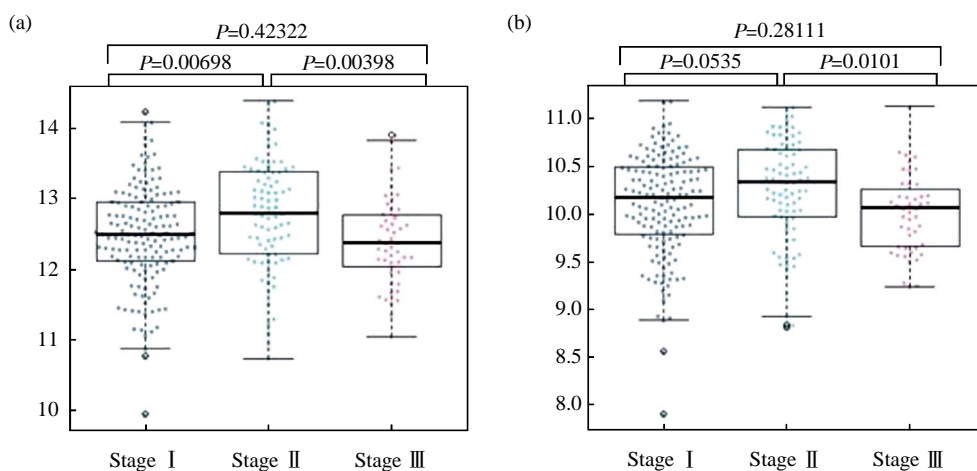 (a)
P=0.42322
P=0.00698 P=0.00398
14
13
12
11
10
Stage Ⅰ Stage Ⅱ Stage Ⅲ
(b)
P=0.28111
P=0.0535 P=0.0101
11.0
10.5
10.0
9.5
9.0
8.0
Stage Ⅰ Stage Ⅱ Stage Ⅲ